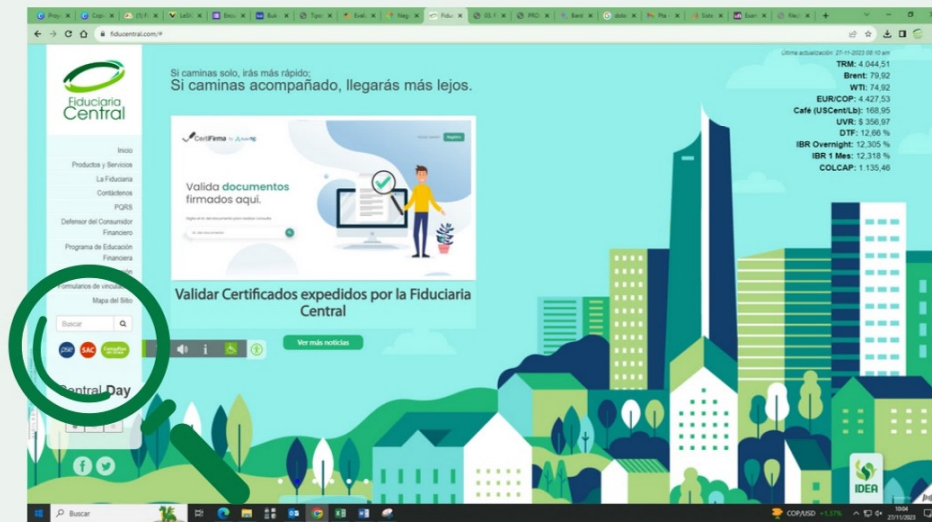 fiducentral.com/#
Última actualización: 27-11-2023 08:10 am
TRM: 4.044,51
Brent: 79,92
WTI: 74,92
EUR/COP: 4.427,53
Café (USCent/Lb): 168,95
UVR: $ 356,97
DTF: 12,66 %
IBR Overnight: 12,305 %
IBR 1 Mes: 12,318 %
COLCAP: 1.135,46
Fiduciaria
Central
Si caminas solo, irás más rápido;
Si caminas acompañado, llegarás más lejos.
Inicio
Productos y Servicios
La Fiduciaria
Contáctenos
PQRS
Defensor del Consumidor
Financiero
Programa de Educación
Financiera
Formularios de vinculación
Mapa del Sitio
Buscar
pse
SAC
Consultas
en línea
Central Day
CertiFirma
Valida documentos
firmados aquí.
Validar Certificados expedidos por la Fiduciaria
Central
Ver más noticias
IDEA
Buscar
COP/USD +1,37%
10:04
27/11/2023